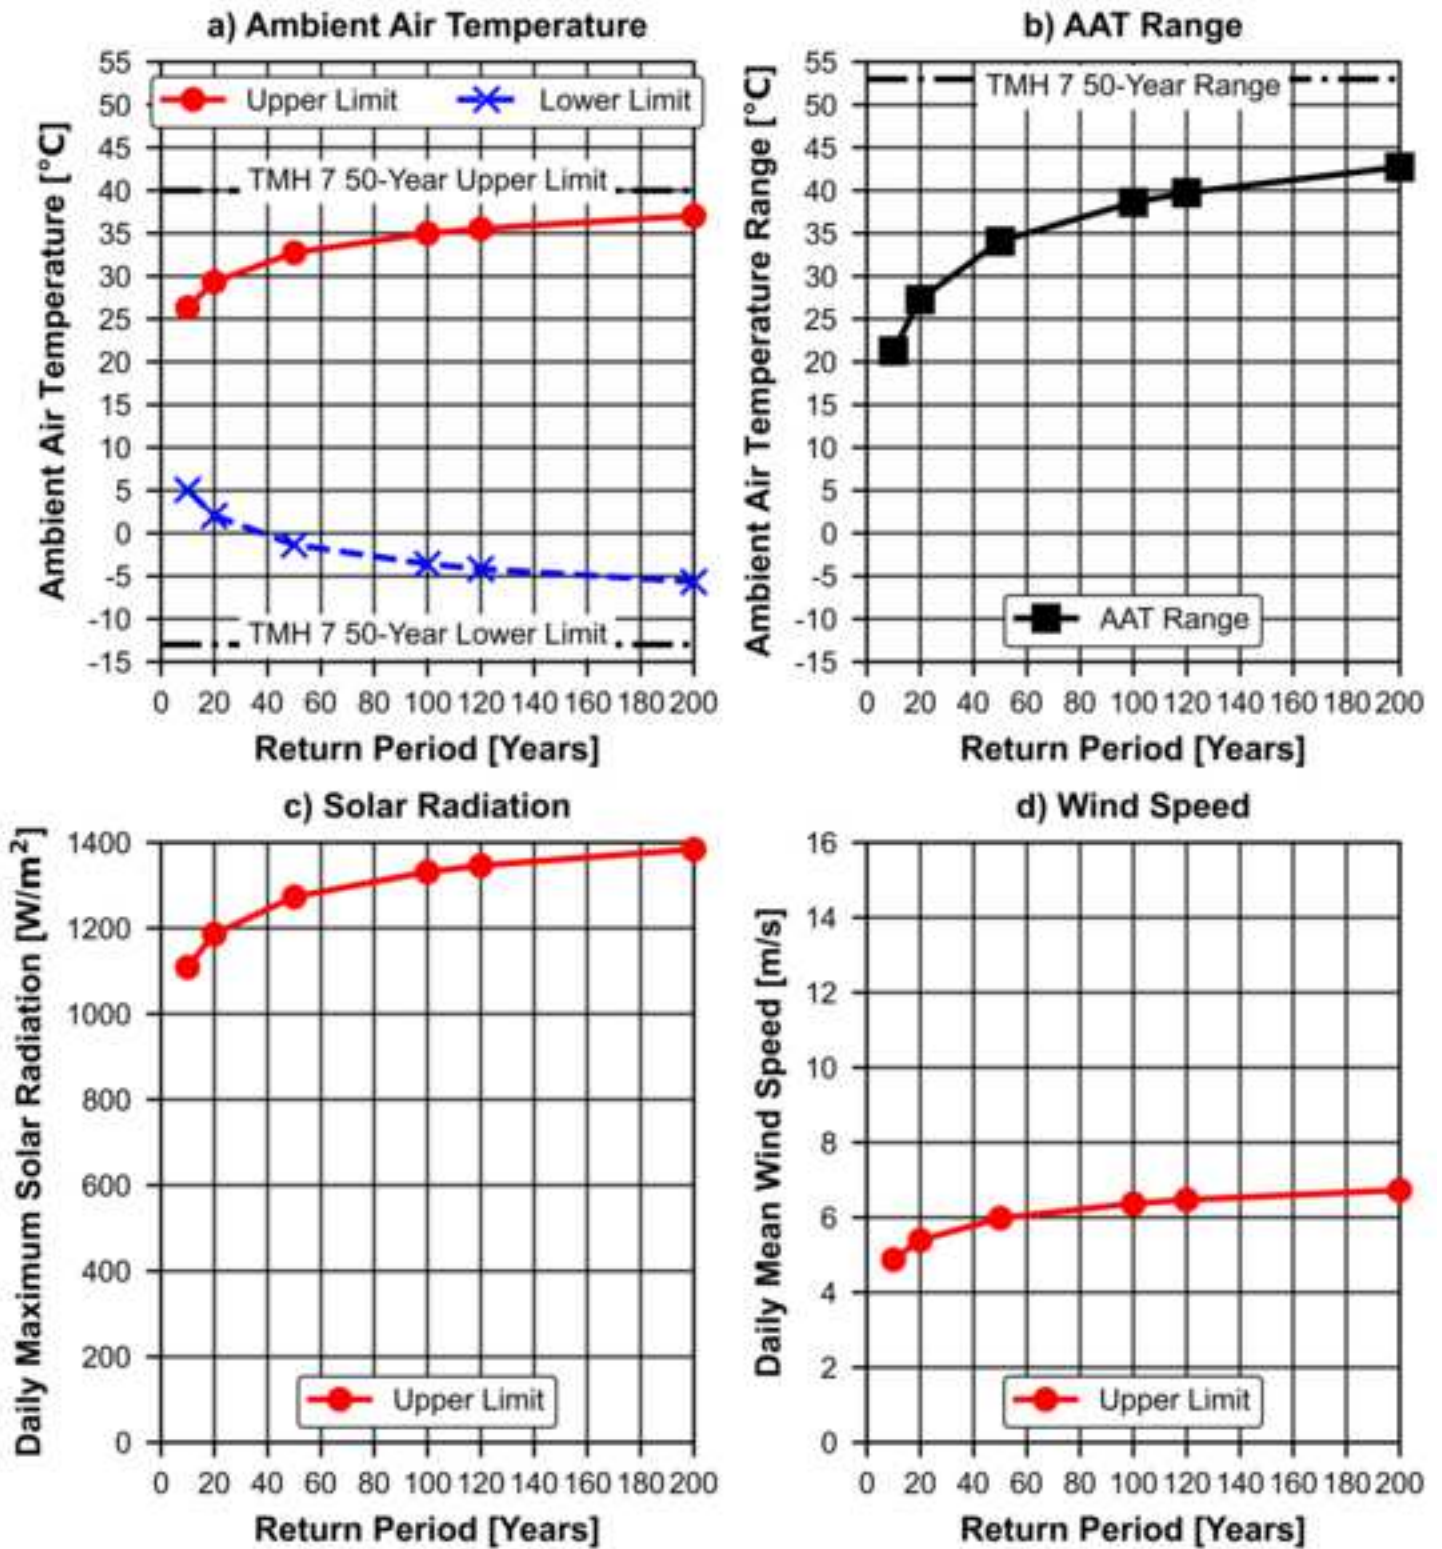 a) Ambient Air Temperature
Ambient Air Temperature [°C]
55
50
45
40
35
30
25
20
15
10
5
0
-5
-10
-15
Upper Limit
Lower Limit
TMH 7 50-Year Upper Limit
TMH 7 50-Year Lower Limit
0 20 40 60 80 100 120 140 160 180 200
Return Period [Years]
b) AAT Range
Ambient Air Temperature Range [°C]
55
50
45
40
35
30
25
20
15
10
5
0
-5
-10
-15
TMH 7 50-Year Range
AAT Range
0 20 40 60 80 100 120 140 160 180 200
Return Period [Years]
c) Solar Radiation
Daily Maximum Solar Radiation [W/m²]
1400
1200
1000
800
600
400
200
0
Upper Limit
0 20 40 60 80 100 120 140 160 180 200
Return Period [Years]
d) Wind Speed
Daily Mean Wind Speed [m/s]
16
14
12
10
8
6
4
2
0
Upper Limit
0 20 40 60 80 100 120 140 160 180 200
Return Period [Years]